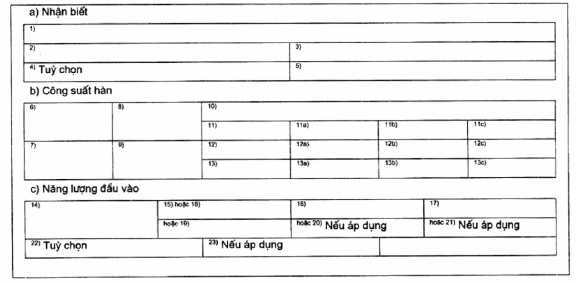 a) Nhận biết
1)
2) 3)
4) Tuỳ chọn 5)
b) Công suất hàn
6) 8) 10)
11) 11a) 11b) 11c)
7) 9) 12) 12a) 12b) 12c)
13) 13a) 13b) 13c)
c) Năng lượng đầu vào
14) 15) hoặc 18) 16) 17)
hoặc 19) hoặc 20) Nếu áp dụng hoặc 21) Nếu áp dụng
22) Tuỳ chọn 23) Nếu áp dụng